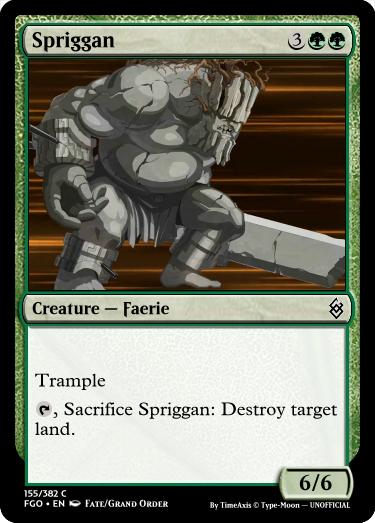 Spriggan 3
Creature — Faerie
Trample
, Sacrifice Spriggan: Destroy target
land.
6/6
155/382 C
FGO • EN Fate/Grand Order
By TimeAxis © Type-Moon — UNOFFICIAL